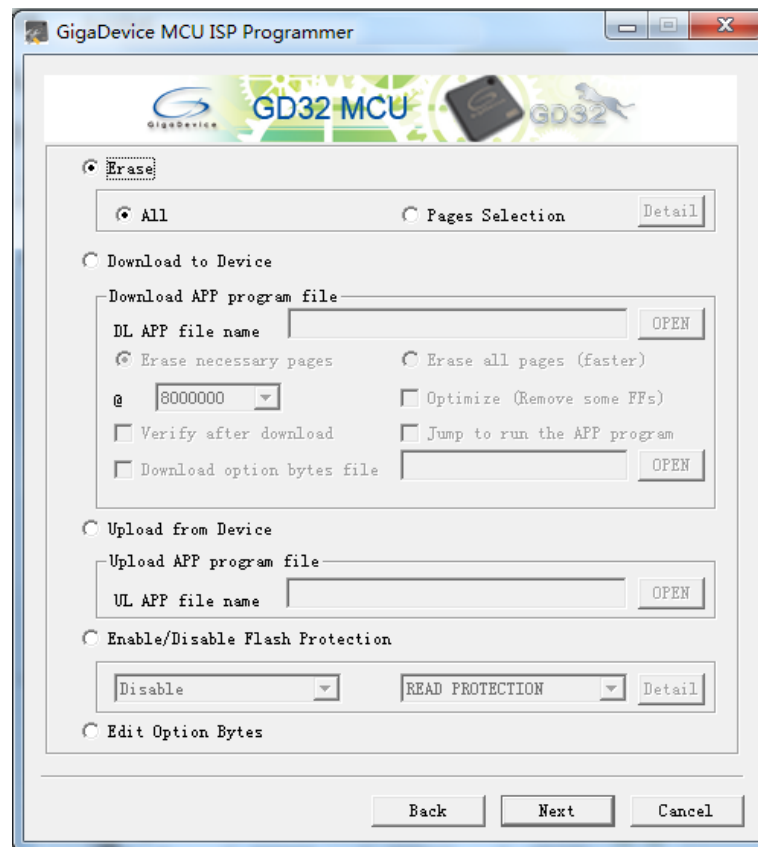 GigaDevice MCU ISP Programmer
GigaDevice GD32 MCU GD32
Erase
All Pages Selection Detail
Download to Device
Download APP program file
DL APP file name OPEN
Erase necessary pages Erase all pages (faster)
@ 8000000 Optimize (Remove some FFs)
Verify after download Jump to run the APP program
Download option bytes file OPEN
Upload from Device
Upload APP program file
UL APP file name OPEN
Enable/Disable Flash Protection
Disable READ PROTECTION Detail
Edit Option Bytes
Back Next Cancel